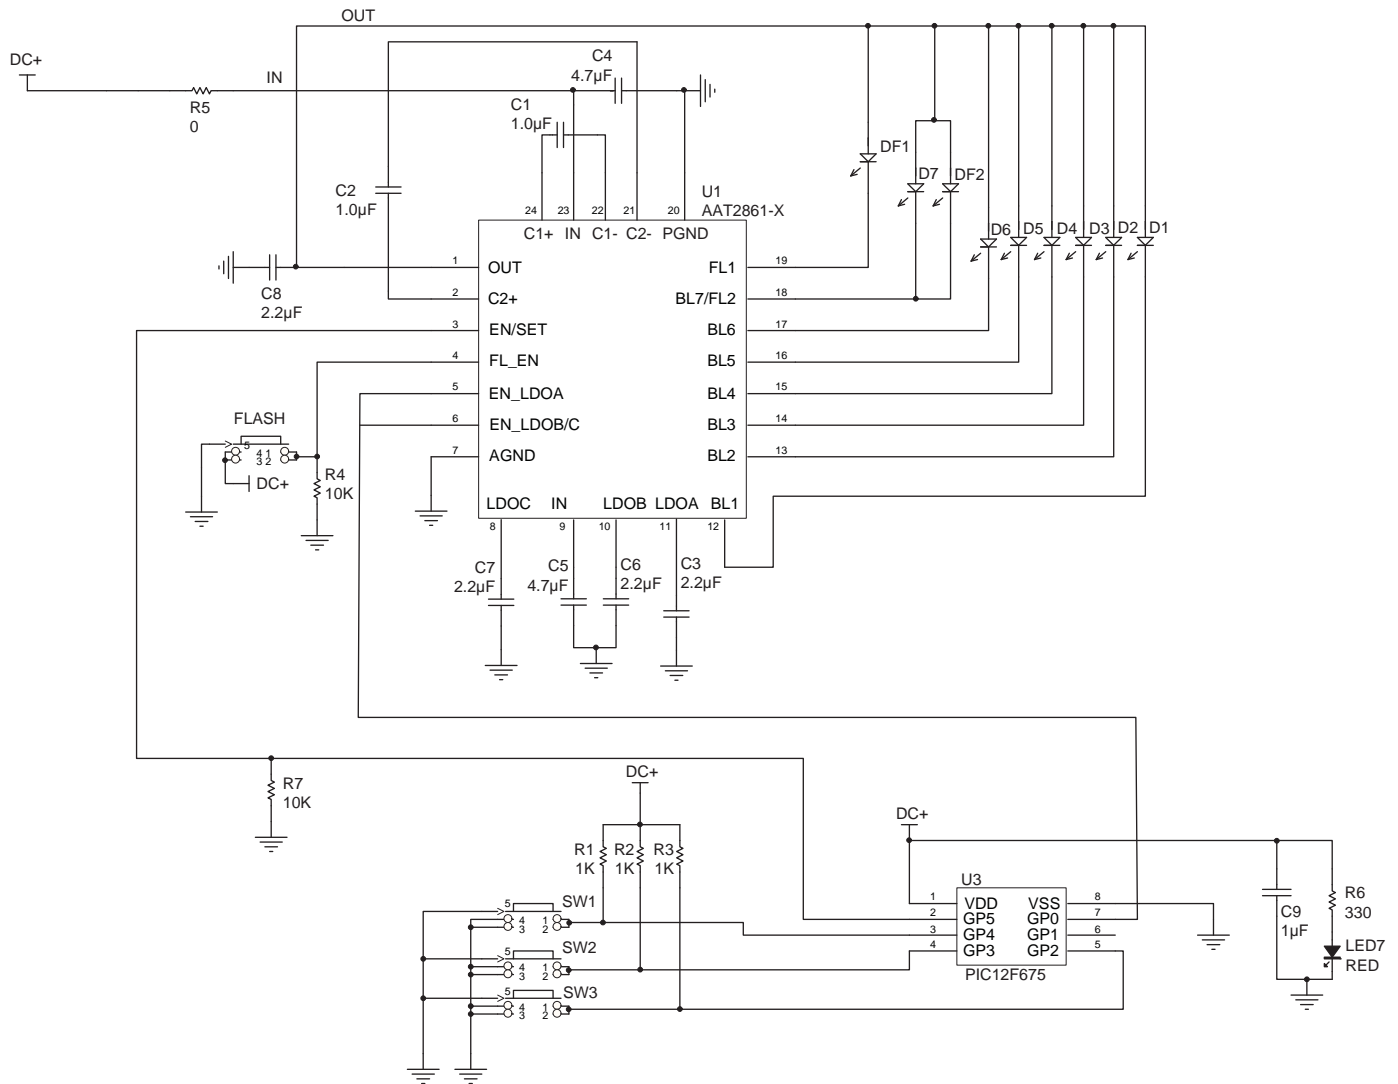 OUT
DC+
IN
R5
0
C4
4.7µF
C1
1.0µF
C2
1.0µF
U1
AAT2861-X
DF1
D7
DF2
D6
D5
D4
D3
D2
D1
24
23
22
21
20
C1+
IN
C1-
C2-
PGND
C8
2.2µF
1
OUT
2
C2+
3
EN/SET
4
FL_EN
5
EN_LDOA
6
EN_LDOB/C
7
AGND
FL1
19
BL7/FL2
18
BL6
17
BL5
16
BL4
15
BL3
14
BL2
13
LDOC
IN
LDOB
LDOA
BL1
8
9
10
11
12
FLASH
5
4
1
3
2
DC+
R4
10K
C7
2.2µF
C5
4.7µF
C6
2.2µF
C3
2.2µF
R7
10K
DC+
R1
1K
R2
1K
R3
1K
5
SW1
4
1
3
2
5
SW2
4
1
3
2
5
SW3
4
1
3
2
DC+
U3
1
VDD
VSS
8
2
GP5
GP0
7
3
GP4
GP1
6
4
GP3
GP2
5
PIC12F675
C9
1µF
R6
330
LED7
RED